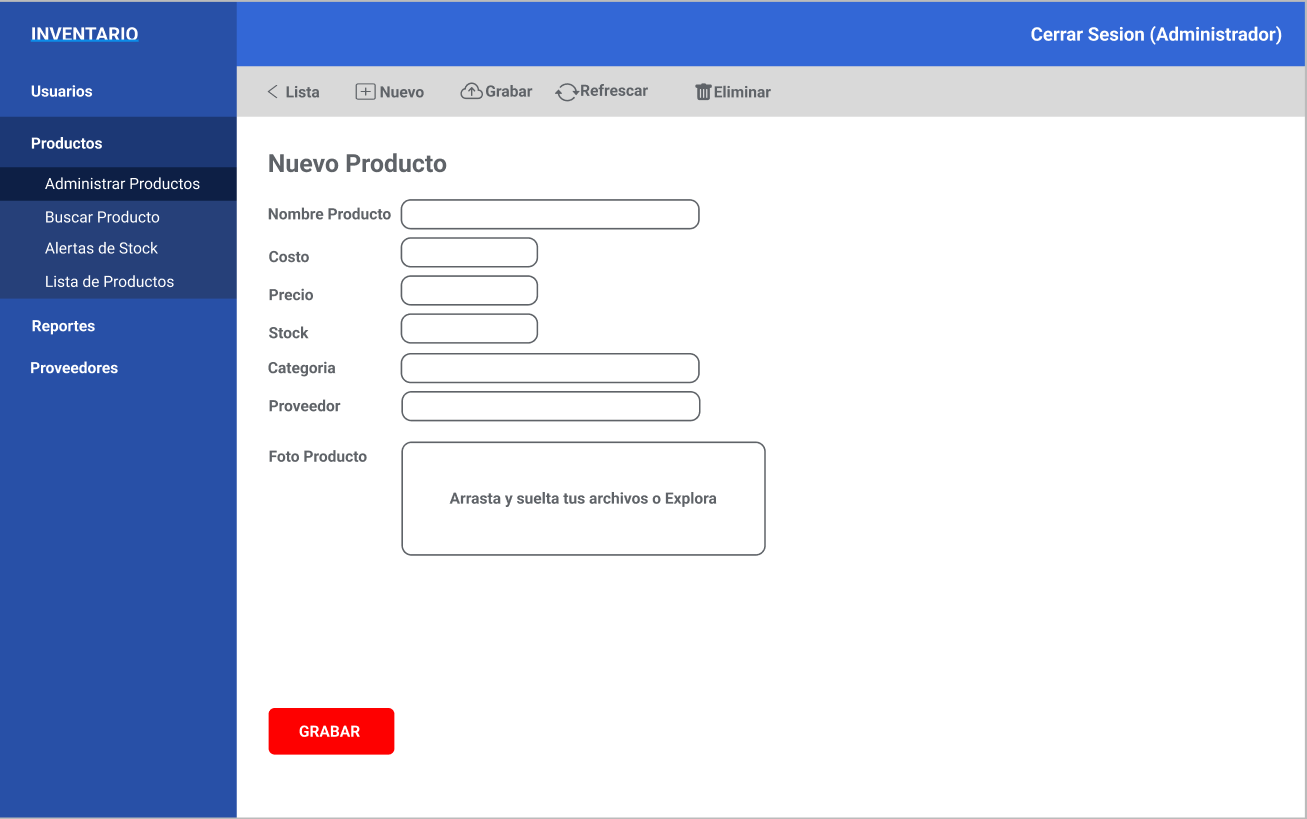 INVENTARIO
Cerrar Sesion (Administrador)
Usuarios
Productos
Administrar Productos
Buscar Producto
Alertas de Stock
Lista de Productos
Reportes
Proveedores
Lista Nuevo Grabar Refrescar Eliminar
Nuevo Producto
Nombre Producto
Costo
Precio
Stock
Categoria
Proveedor
Foto Producto
Arrasta y suelta tus archivos o Explora
GRABAR